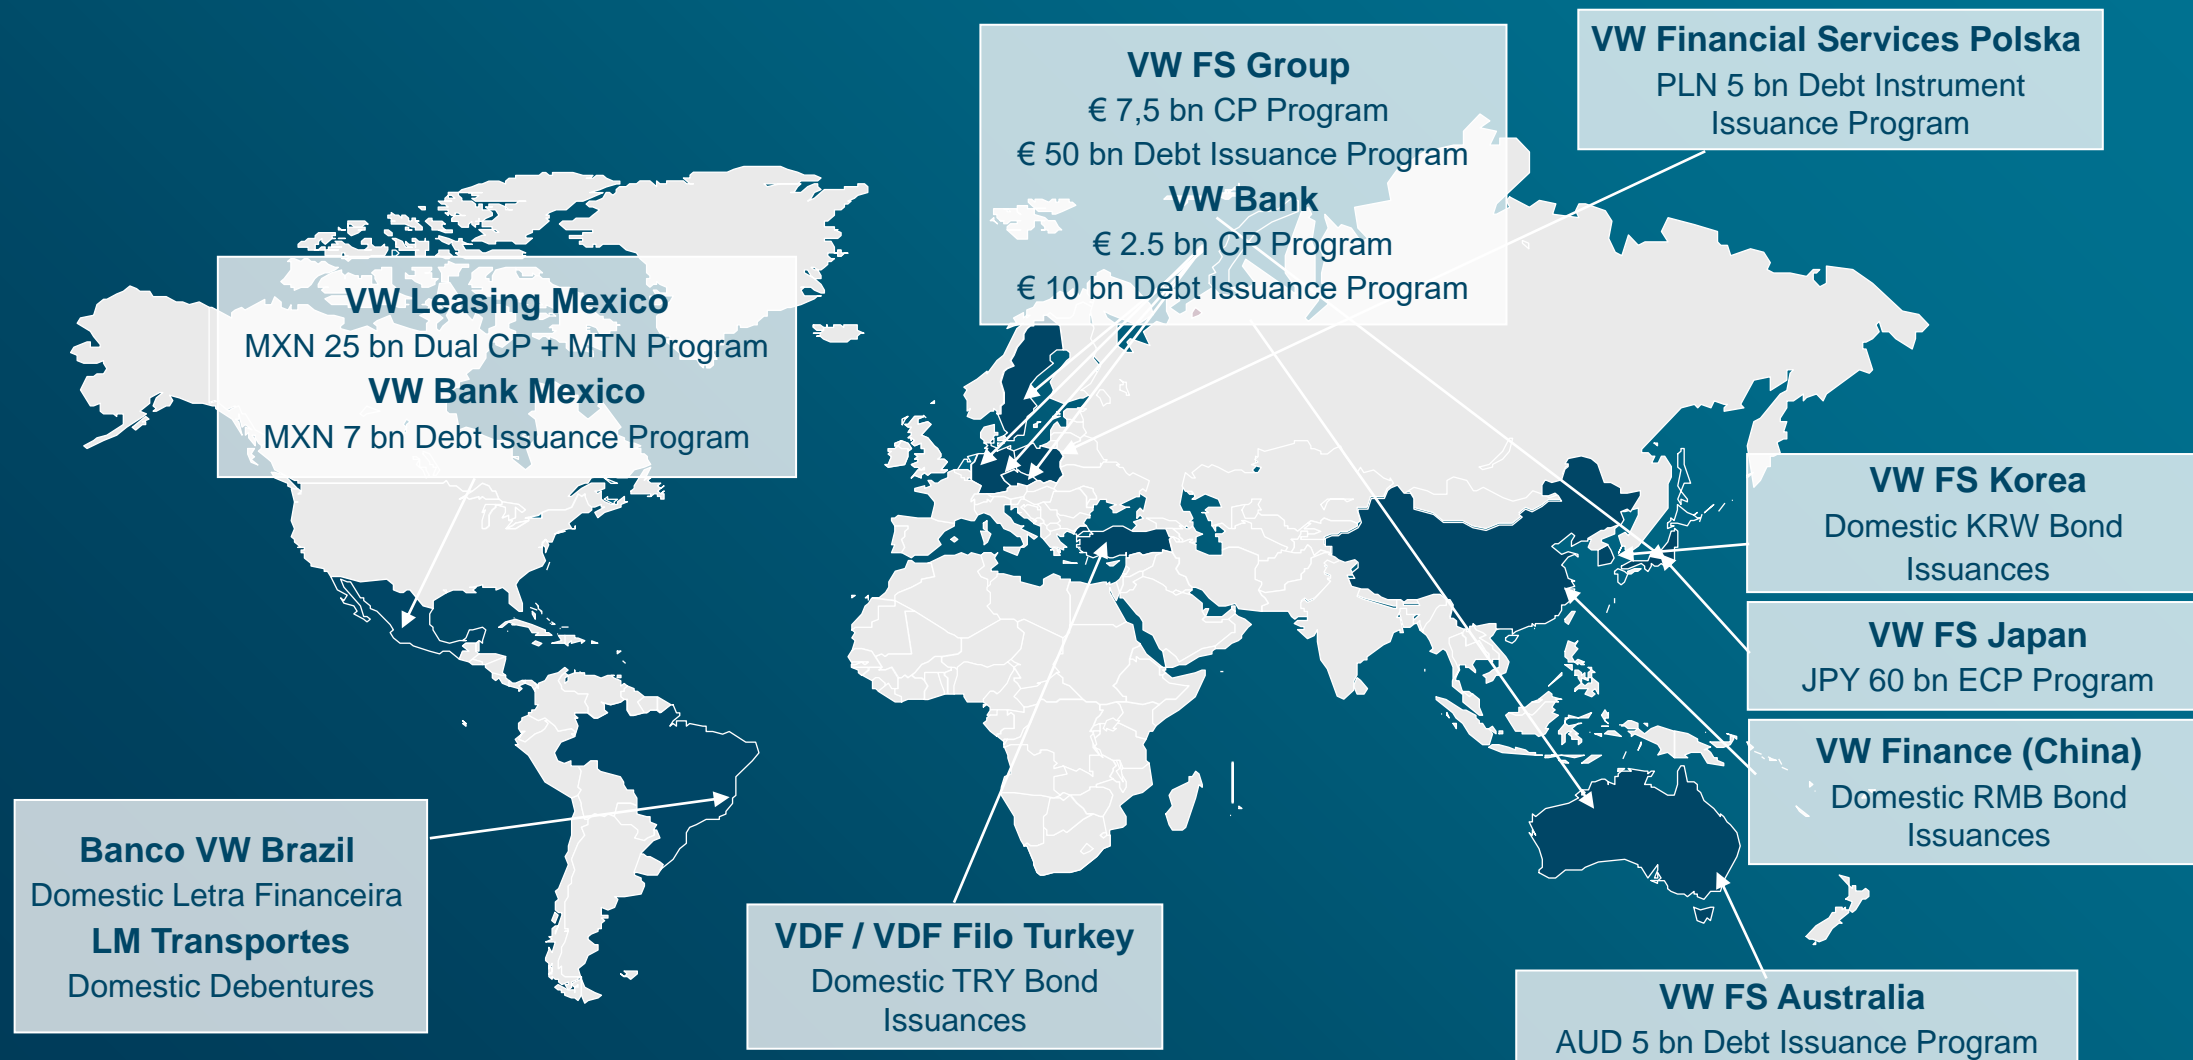 VW FS Group
€ 7,5 bn CP Program
€ 50 bn Debt Issuance Program
VW Bank
€ 2.5 bn CP Program
€ 10 bn Debt Issuance Program
VW Financial Services Polska
PLN 5 bn Debt Instrument
Issuance Program
VW Leasing Mexico
MXN 25 bn Dual CP + MTN Program
VW Bank Mexico
MXN 7 bn Debt Issuance Program
VW FS Korea
Domestic KRW Bond
Issuances
VW FS Japan
JPY 60 bn ECP Program
VW Finance (China)
Domestic RMB Bond
Issuances
Banco VW Brazil
Domestic Letra Financeira
LM Transportes
Domestic Debentures
VDF / VDF Filo Turkey
Domestic TRY Bond
Issuances
VW FS Australia
AUD 5 bn Debt Issuance Program